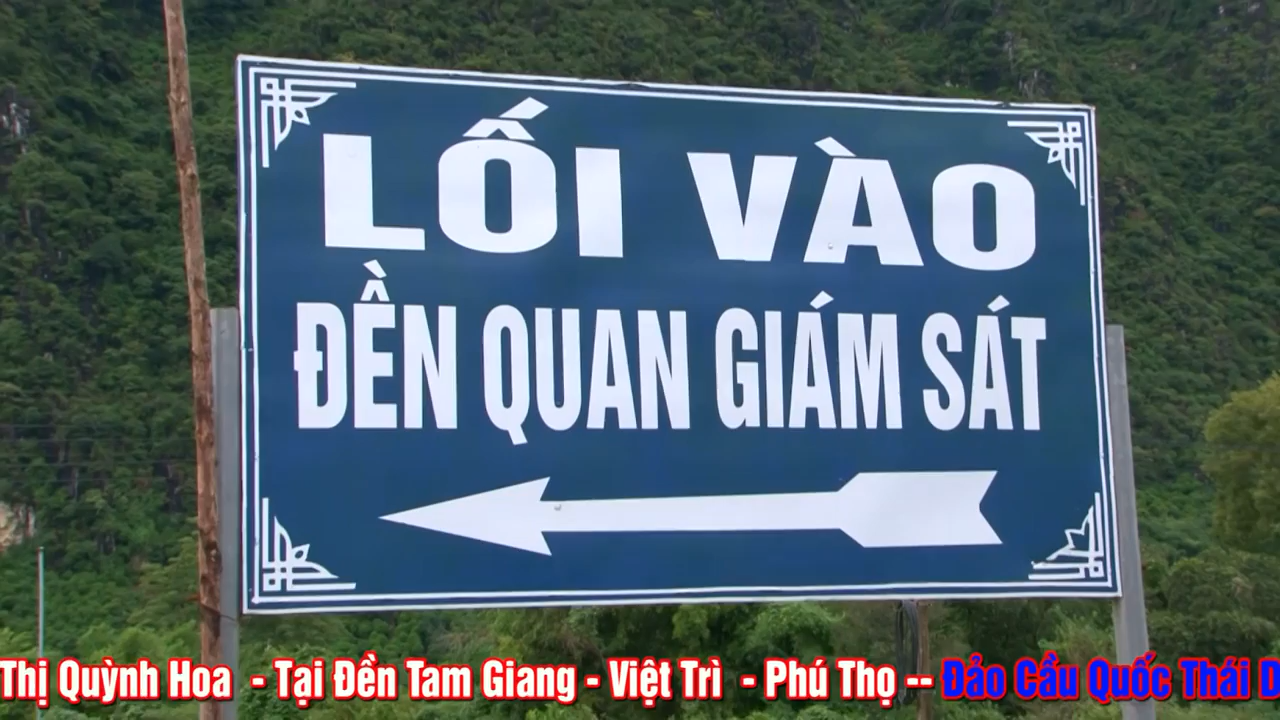 LỐI VÀO
ĐỀN QUAN GIÁM SÁT
Thị Quỳnh Hoa - Tại Đền Tam Giang - Việt Trì - Phú Thọ -- Đảo Cầu Quốc Thái